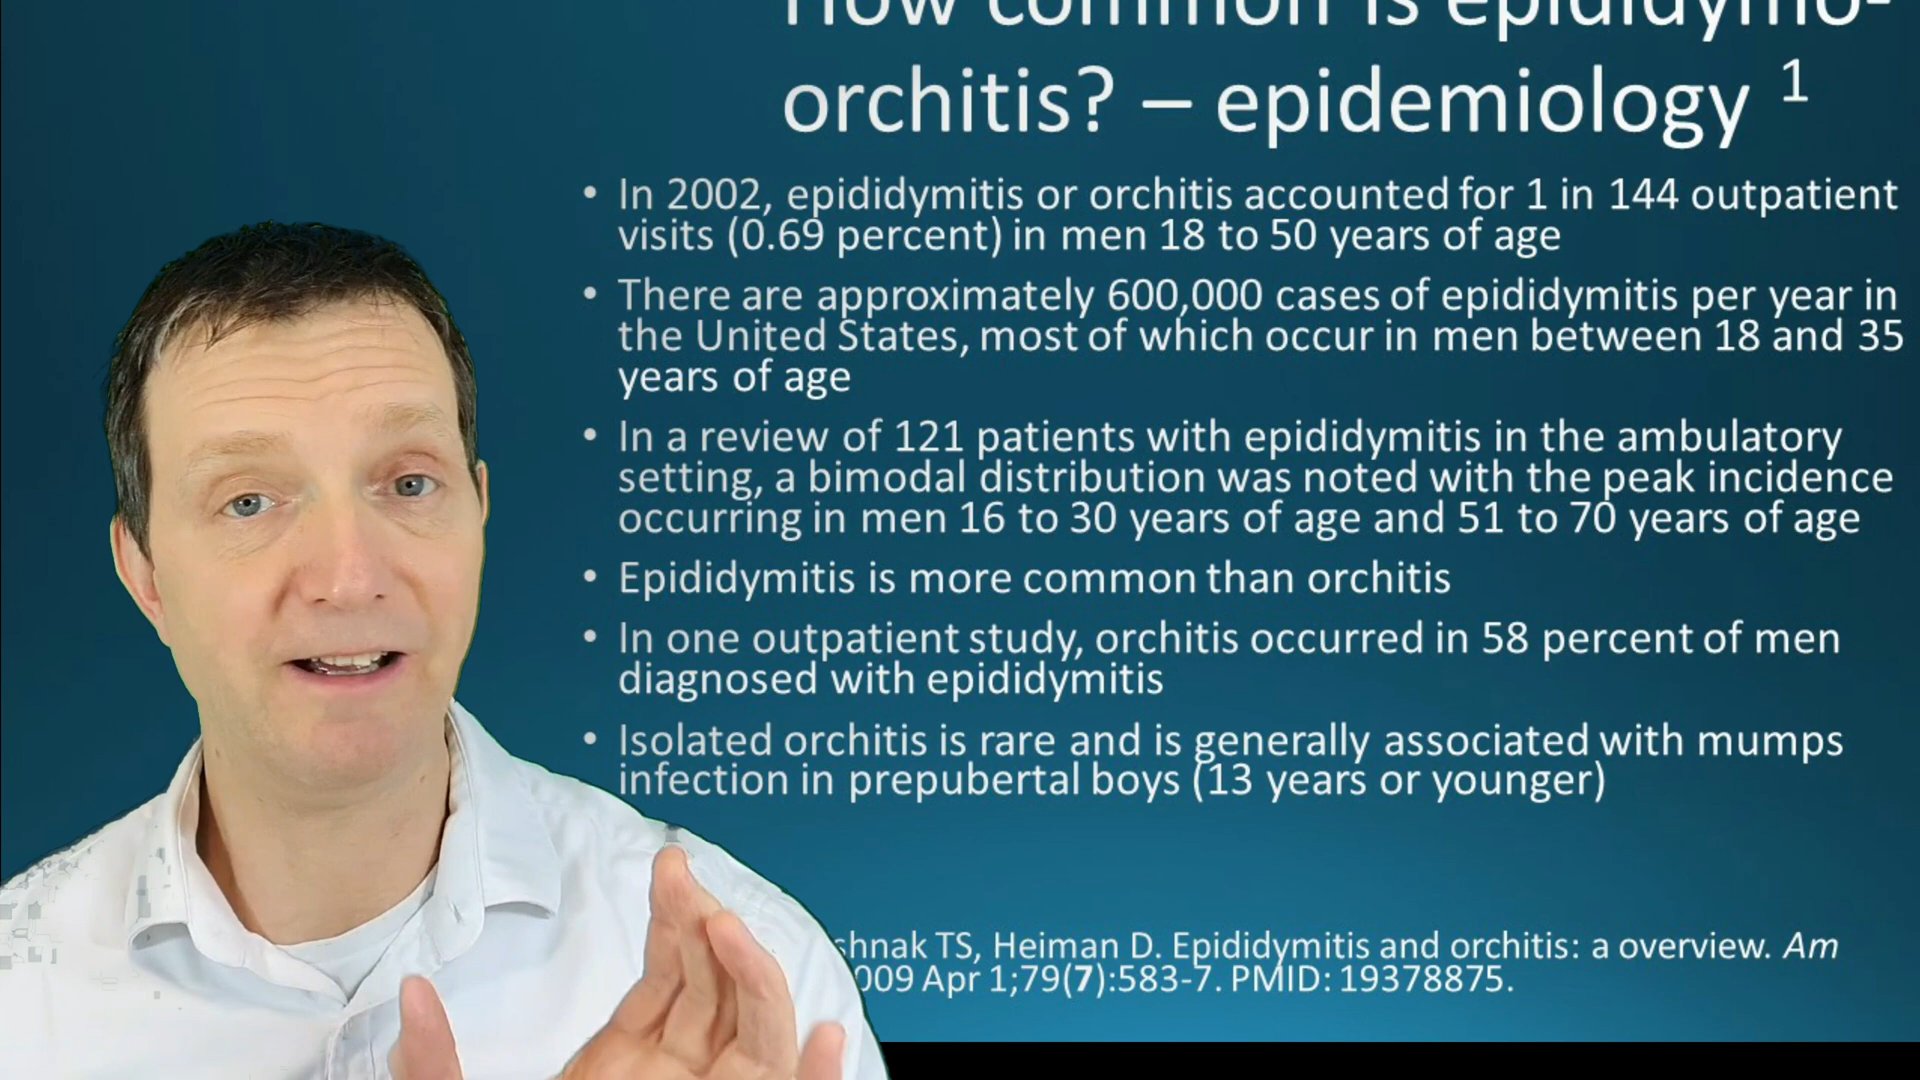 How common is epididymo-
orchitis? – epidemiology 1
• In 2002, epididymitis or orchitis accounted for 1 in 144 outpatient
visits (0.69 percent) in men 18 to 50 years of age
• There are approximately 600,000 cases of epididymitis per year in
the United States, most of which occur in men between 18 and 35
years of age
• In a review of 121 patients with epididymitis in the ambulatory
setting, a bimodal distribution was noted with the peak incidence
occurring in men 16 to 30 years of age and 51 to 70 years of age
• Epididymitis is more common than orchitis
• In one outpatient study, orchitis occurred in 58 percent of men
diagnosed with epididymitis
• Isolated orchitis is rare and is generally associated with mumps
infection in prepubertal boys (13 years or younger)
shnak TS, Heiman D. Epididymitis and orchitis: a overview. Am
009 Apr 1;79(7):583-7. PMID: 19378875.